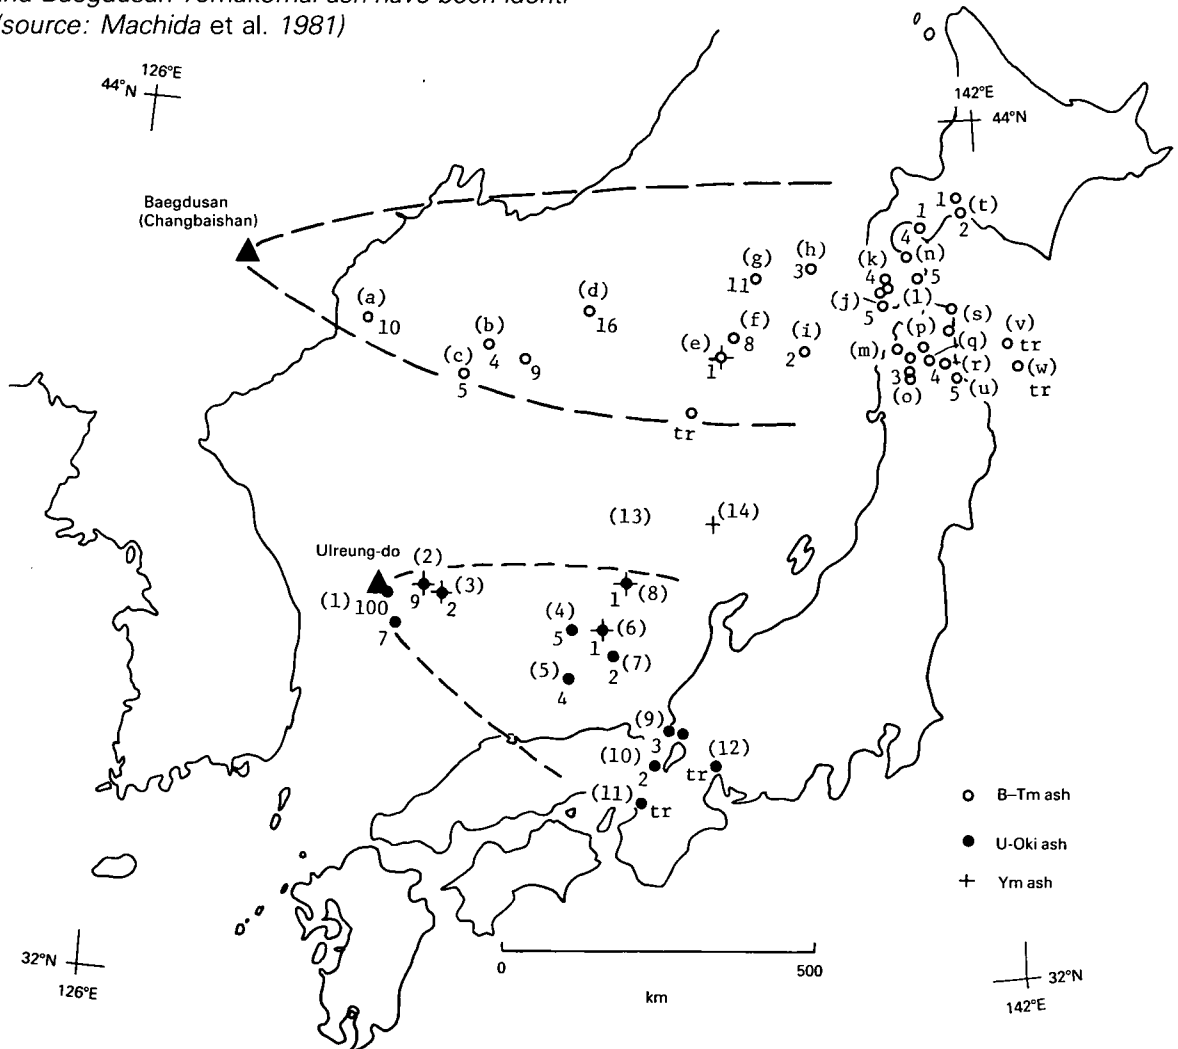 and Baegdusan-Tomakomai ash have been identi-
(source: Machida et al. 1981)
126°E
44°N
142°E
44°N
Baegdusan
(Changbaishan)
1 (t)
1
2
4
(n)
(k)
4
5
(g)
(h)
11
3
(j)
(l)
5
(s)
(a)
10
(d)
16
(b)
4
9
(c)
5
(e)
1
(f)
8
(i)
2
(p)
(q)
(v)
tr
(m)
(r)
(w)
tr
3
4
5
(u)
(o)
tr
(13)
(14)
Ulreung-do
(2)
9
(3)
2
(1) 100
7
1
(8)
(4)
5
(6)
1
(7)
2
(5)
4
(9)
3
(10)
2
(12)
tr
(11)
tr
B–Tm ash
U-Oki ash
Ym ash
32°N
126°E
0
500
km
32°N
142°E